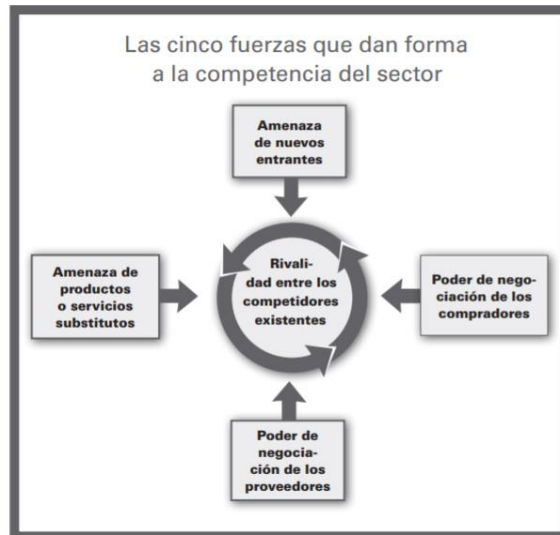 Las cinco fuerzas que dan forma
a la competencia del sector
Amenaza
de nuevos
entrantes
Amenaza de
productos
o servicios
substitutos
Rivali-
dad entre los
competidores
existentes
Poder de nego-
ciación de los
compradores
Poder de
negocia-
ción de los
proveedores